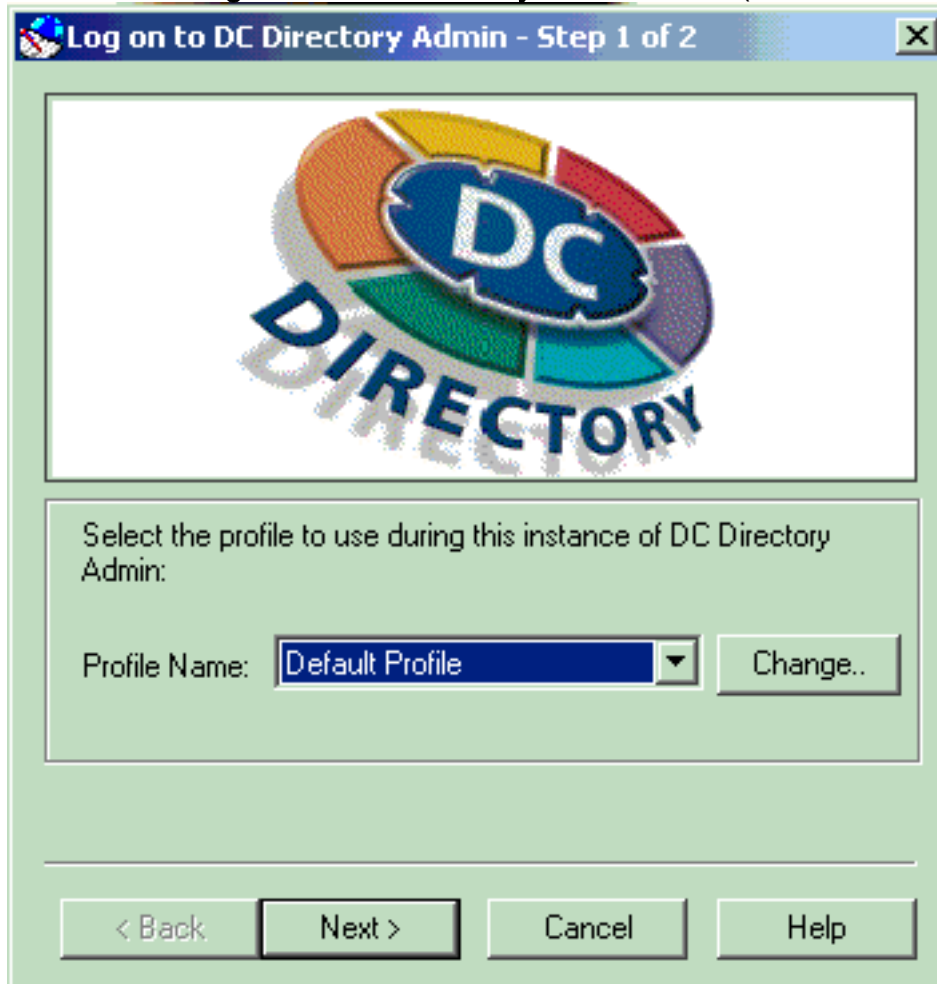 Log on to DC Directory Admin - Step 1 of 2
DC
DIRECTORY
Select the profile to use during this instance of DC Directory
Admin:
Profile Name: Default Profile Change..
< Back Next > Cancel Help